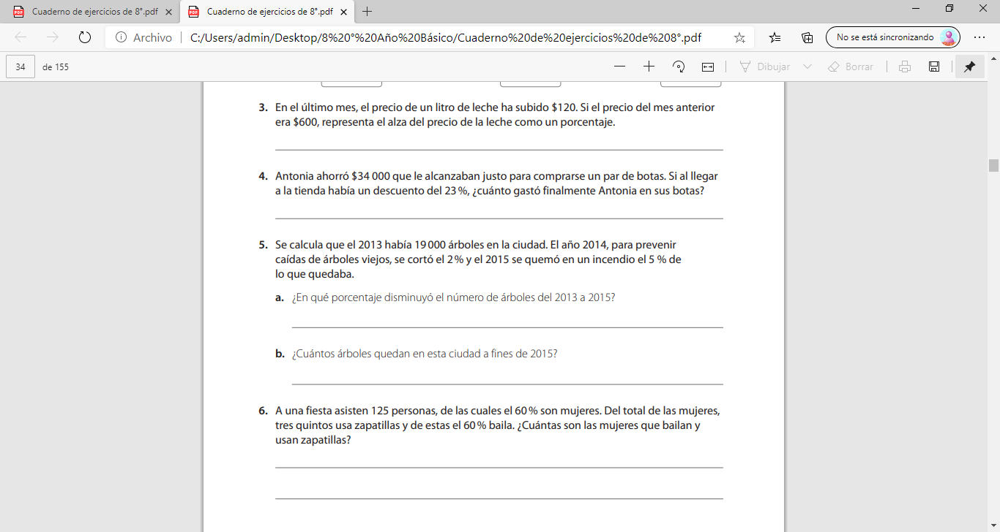 Cuaderno de ejercicios de 8°.pdf
Cuaderno de ejercicios de 8°.pdf
Archivo
C:/Users/admin/Desktop/8%20°%20Año%20Básico/Cuaderno%20de%20ejercicios%20de%208°.pdf
No se está sincronizando
34 de 155
Dibujar
Borrar
3. En el último mes, el precio de un litro de leche ha subido $120. Si el precio del mes anterior
era $600, representa el alza del precio de la leche como un porcentaje.
4. Antonia ahorró $34 000 que le alcanzaban justo para comprarse un par de botas. Si al llegar
a la tienda había un descuento del 23 %, ¿cuánto gastó finalmente Antonia en sus botas?
5. Se calcula que el 2013 había 19 000 árboles en la ciudad. El año 2014, para prevenir
caídas de árboles viejos, se cortó el 2 % y el 2015 se quemó en un incendio el 5 % de
lo que quedaba.
a. ¿En qué porcentaje disminuyó el número de árboles del 2013 a 2015?
b. ¿Cuántos árboles quedan en esta ciudad a fines de 2015?
6. A una fiesta asisten 125 personas, de las cuales el 60 % son mujeres. Del total de las mujeres,
tres quintos usa zapatillas y de estas el 60 % baila. ¿Cuántas son las mujeres que bailan y
usan zapatillas?